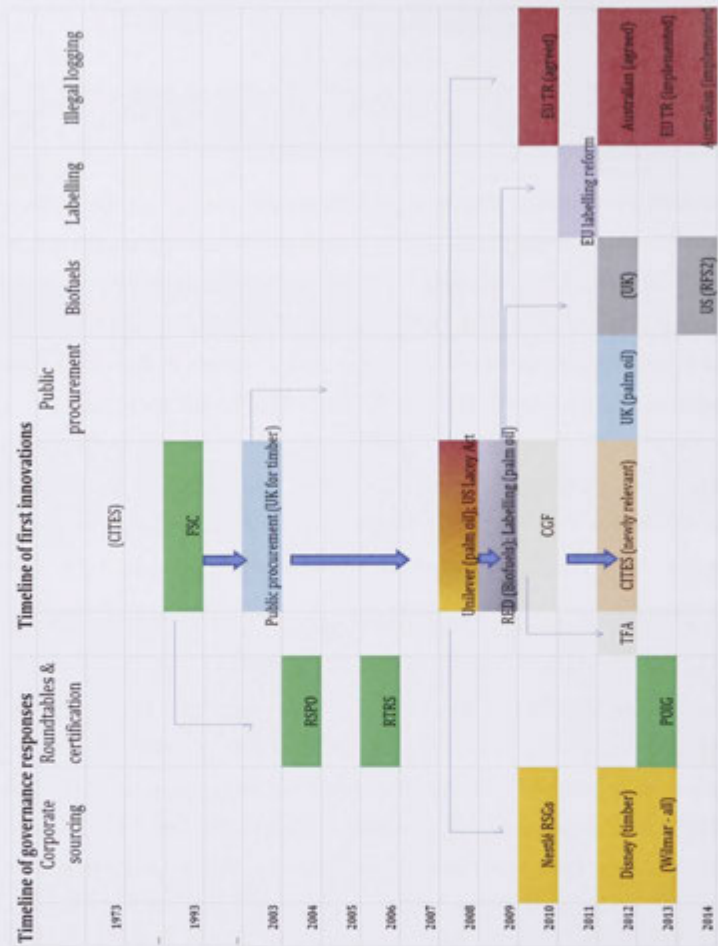 Timeline of governance responses
Timeline of first innovations
Corporate sourcing
Roundtables & certification
Public procurement
Biofuels
Labelling
Illegal logging
1973
(CITES)
1993
FSC
2003
Public procurement (UK for timber)
2004
RSPO
2005
2006
RTRS
2007
2008
Unilever (palm oil); US Lacey Act
2009
RED (Biofuels); Labelling (palm oil)
2010
Nestlé RSGs
CGF
EU TR (agreed)
2011
EU labelling reform
2012
Disney (timber)
TFA
CITES (newly relevant)
UK (palm oil)
(UK)
Australian (agreed)
2013
(Wilmar - all)
POIG
EU TR (implemented)
2014
US (RFS2)
Australian (implemented)